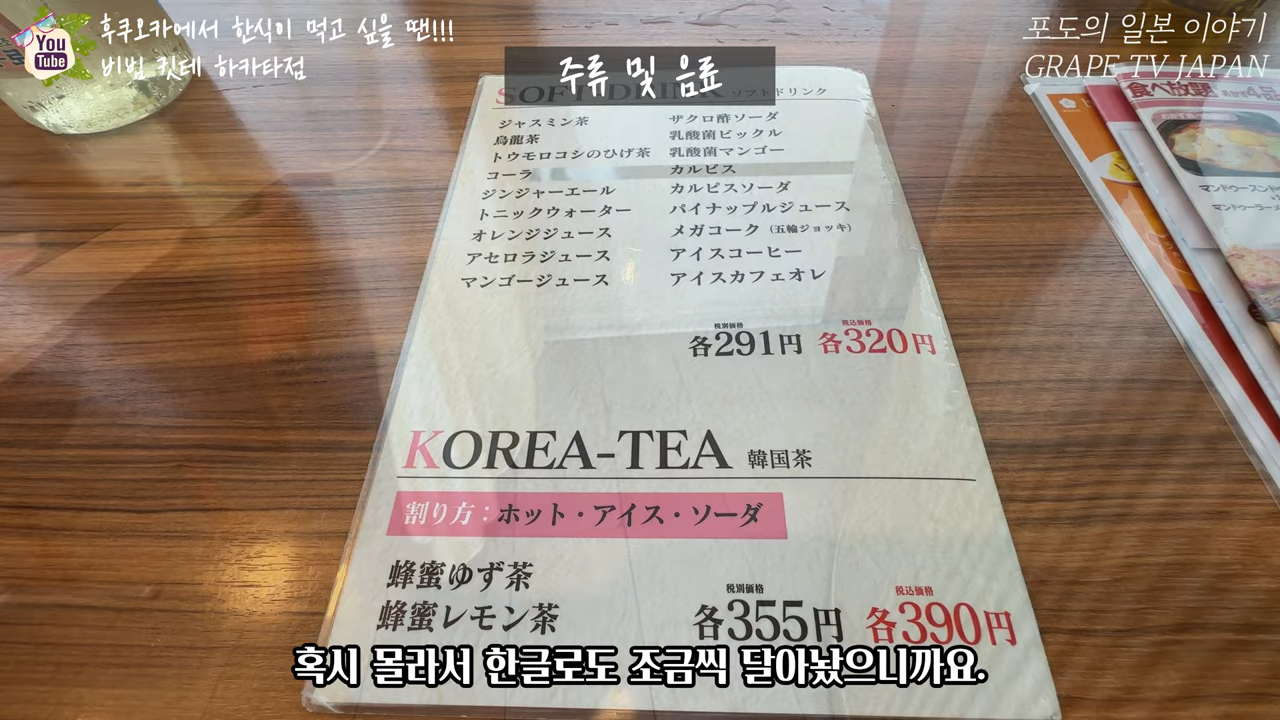 You
Tube
후쿠오카에서 한식이 먹고 싶을 땐!!!
비빔 킷테 하카타점
포도의 일본 이야기
GRAPE TV JAPAN
주류 및 음료
SOFT DRINK ソフトドリンク
ジャスミン茶
烏龍茶
トウモロコシのひげ茶
コーラ
ジンジャーエール
トニックウォーター
オレンジジュース
アセロラジュース
マンゴージュース
ザクロ酢ソーダ
乳酸菌ビックル
乳酸菌マンゴー
カルピス
カルピスソーダ
パイナップルジュース
メガコーク (五輪ジョッキ)
アイスコーヒー
アイスカフェオレ
税別価格 税込価格
各291円 各320円
KOREA-TEA 韓国茶
割り方:ホット・アイス・ソーダ
蜂蜜ゆず茶
蜂蜜レモン茶
税別価格 税込価格
各355円 各390円
食べ放題
혹시 몰라서 한글로도 조금씩 달아놨으니까요.